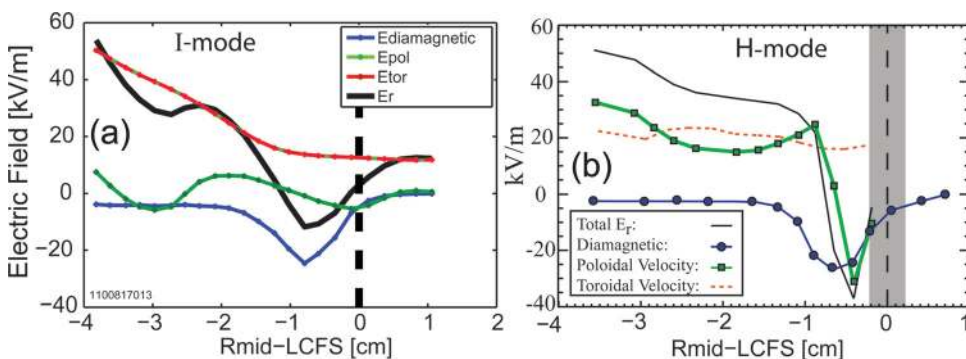 I-mode
Ediamagnetic
Epol
Etor
Er
(a)
Electric Field [kV/m]
60
40
20
0
−20
−40
1100817013
−4
−3
−2
−1
0
1
2
Rmid−LCFS [cm]
H-mode
(b)
kV/m
60
40
20
0
-20
-40
Total Er:
Diamagnetic:
Poloidal Velocity:
Toroidal Velocity:
−4
−3
−2
−1
0
1
Rmid−LCFS [cm]